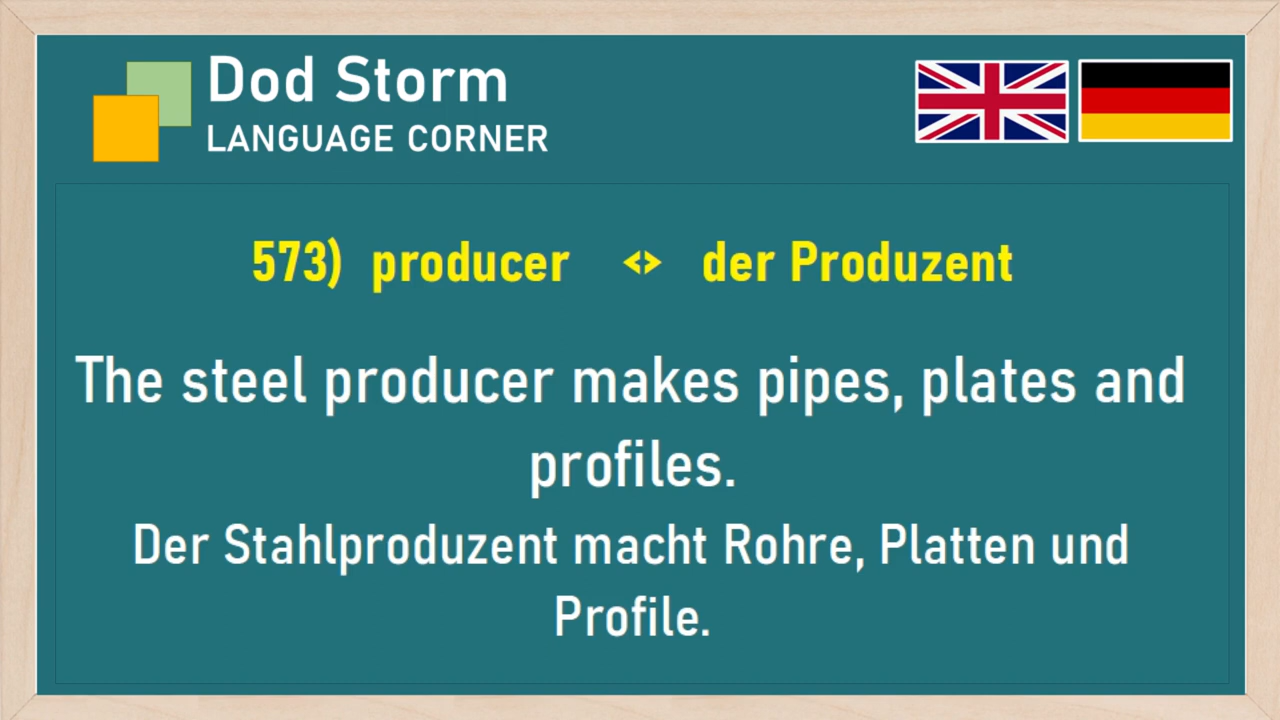 Dod Storm
LANGUAGE CORNER
573) producer <> der Produzent
The steel producer makes pipes, plates and
profiles.
Der Stahlproduzent macht Rohre, Platten und
Profile.